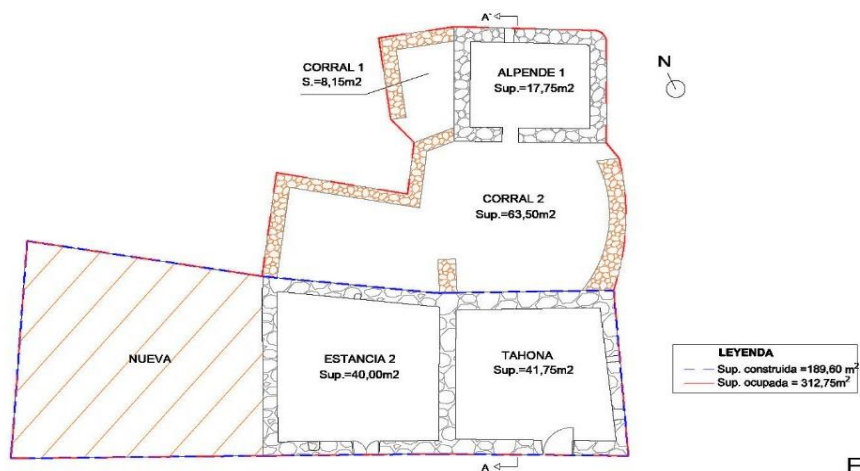 A'
CORRAL 1
S.=8,15m2
ALPENDE 1
Sup.=17,75m2
N
CORRAL 2
Sup.=63,50m2
NUEVA
ESTANCIA 2
Sup.=40,00m2
TAHONA
Sup.=41,75m2
LEYENDA
Sup. construida =189,60 m²
Sup. ocupada = 312,75m²
A
E